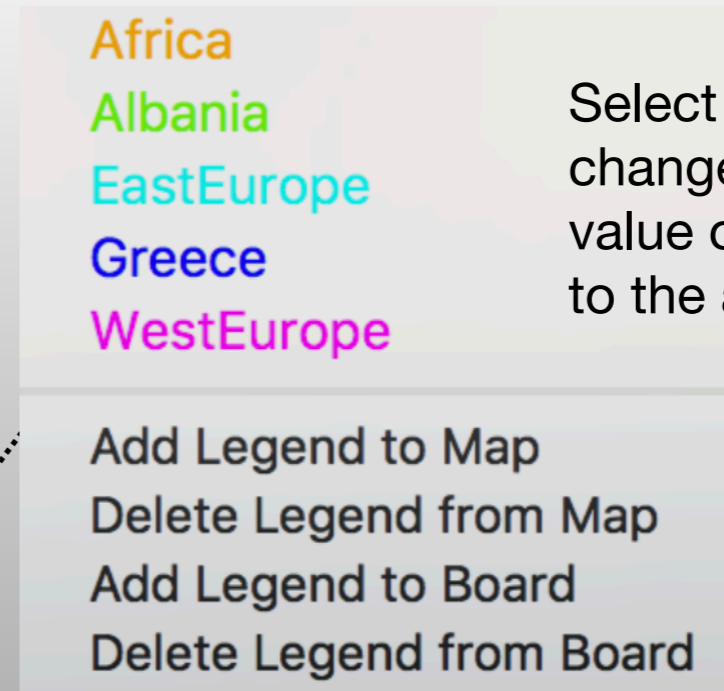 Africa
Albania
EastEurope
Greece
WestEurope
Select
change
value
to the
Add Legend to Map
Delete Legend from Map
Add Legend to Board
Delete Legend from Board